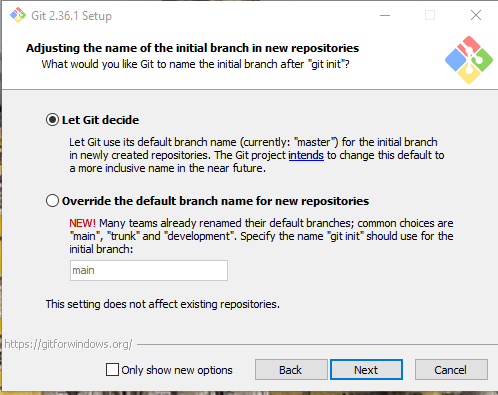 Git 2.36.1 Setup
Adjusting the name of the initial branch in new repositories
What would you like Git to name the initial branch after "git init"?
Let Git decide
Let Git use its default branch name (currently: "master") for the initial branch
in newly created repositories. The Git project intends to change this default to
a more inclusive name in the near future.
Override the default branch name for new repositories
NEW! Many teams already renamed their default branches; common choices are
"main", "trunk" and "development". Specify the name "git init" should use for the
initial branch:
main
This setting does not affect existing repositories.
https://gitforwindows.org/
Only show new options
Back
Next
Cancel